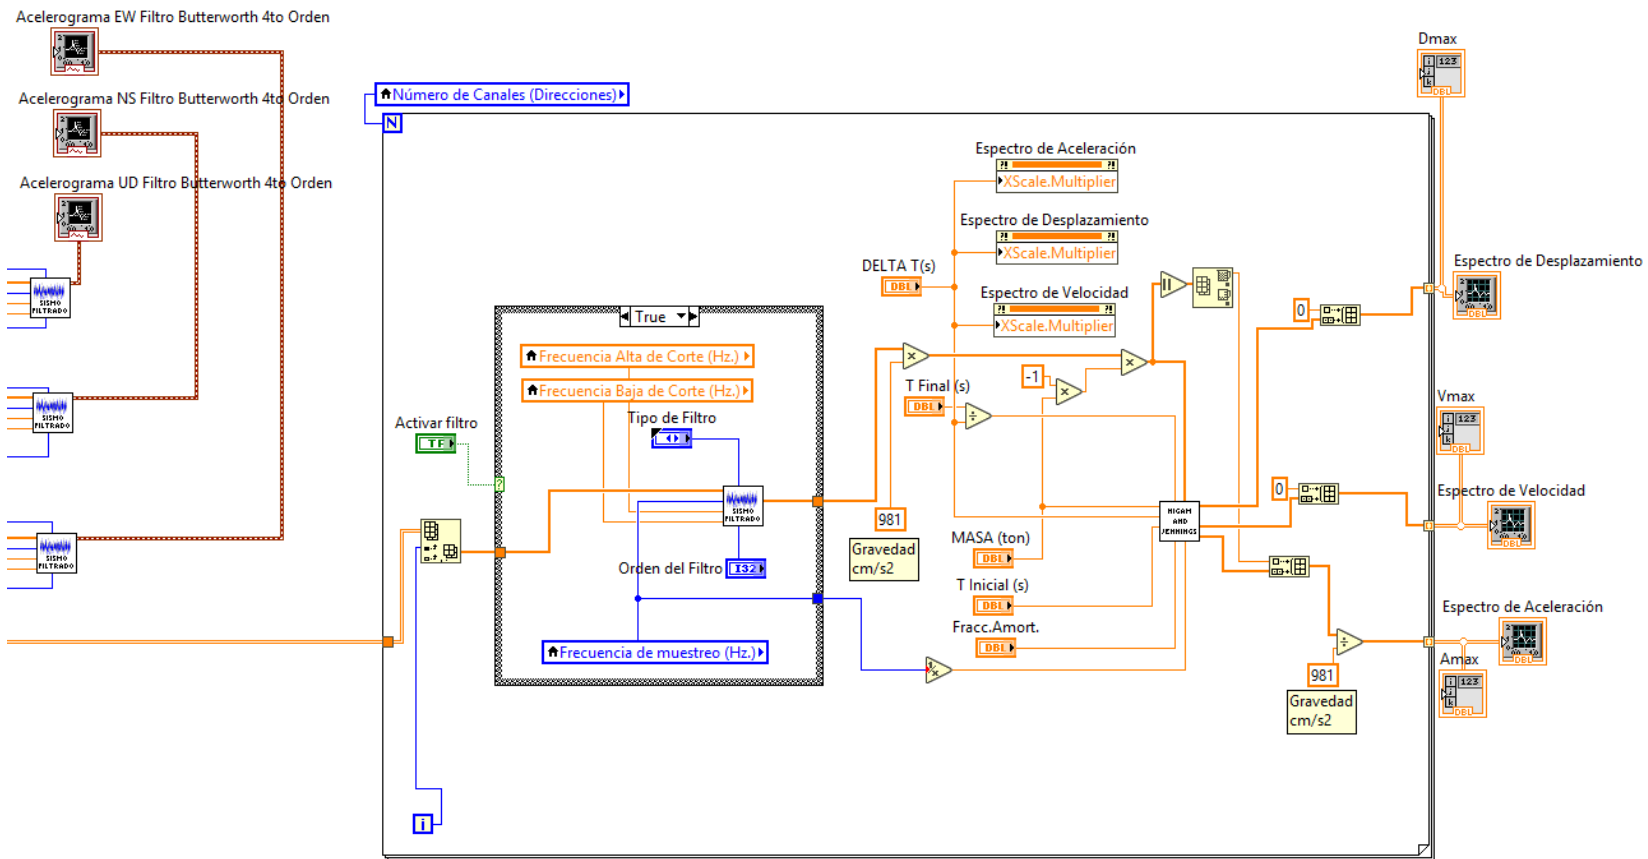 Acelerograma EW Filtro Butterworth 4to Orden
Acelerograma NS Filtro Butterworth 4to Orden
Acelerograma UD Filtro Butterworth 4to Orden
SISMO
FILTRADO
SISMO
FILTRADO
SISMO
FILTRADO
Número de Canales (Direcciones)
N
Activar filtro
TF
i
True
?
Frecuencia Alta de Corte (Hz.)
Frecuencia Baja de Corte (Hz.)
Tipo de Filtro
SISMO
FILTRADO
Orden del Filtro
I32
Frecuencia de muestreo (Hz.)
Espectro de Aceleración
XScale.Multiplier
Espectro de Desplazamiento
XScale.Multiplier
DELTA T(s)
DBL
Espectro de Velocidad
XScale.Multiplier
T Final (s)
DBL
-1
981
Gravedad
cm/s2
MASA (ton)
DBL
T Inicial (s)
DBL
Fracc.Amort.
DBL
1/x
NIGAM
AND
JENNINGS
0
0
981
Gravedad
cm/s2
Dmax
123
DBL
Espectro de Desplazamiento
DBL
Vmax
123
DBL
Espectro de Velocidad
DBL
Espectro de Aceleración
DBL
Amax
123
DBL